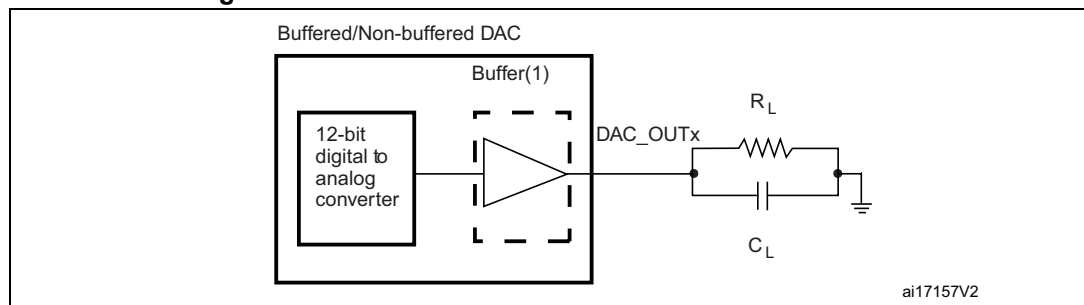 Buffered/Non-buffered DAC
Buffer(1)
12-bit
digital to
analog
converter
DAC_OUTx
R L
C L
ai17157V2